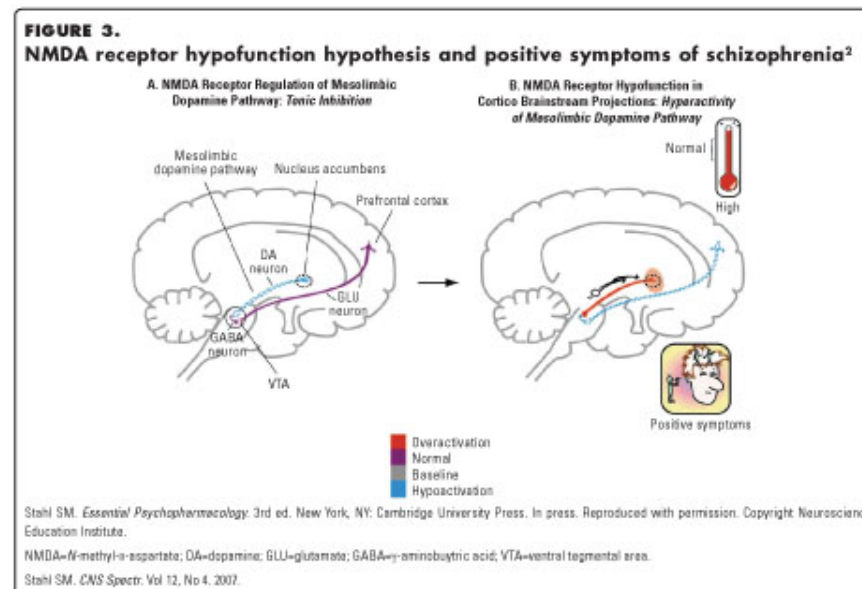 FIGURE 3.
NMDA receptor hypofunction hypothesis and positive symptoms of schizophrenia²
A. NMDA Receptor Regulation of Mesolimbic
Dopamine Pathway: Tonic Inhibition
Mesolimbic
dopamine pathway
Nucleus accumbens
Prefrontal cortex
DA
neuron
GLU
neuron
GABA
neuron
VTA
B. NMDA Receptor Hypofunction in
Cortico Brainstream Projections: Hyperactivity
of Mesolimbic Dopamine Pathway
Normal
High
Positive symptoms
Overactivation
Normal
Baseline
Hypoactivation
Stahl SM. Essential Psychopharmacology. 3rd ed. New York, NY: Cambridge University Press. In press. Reproduced with permission. Copyright Neuroscienc
Education Institute.
NMDA=N-methyl-D-aspartate; DA=dopamine; GLU=glutamate; GABA=γ-aminobuytric acid; VTA=ventral tegmental area.
Stahl SM. CNS Spectr. Vol 12, No 4. 2007.